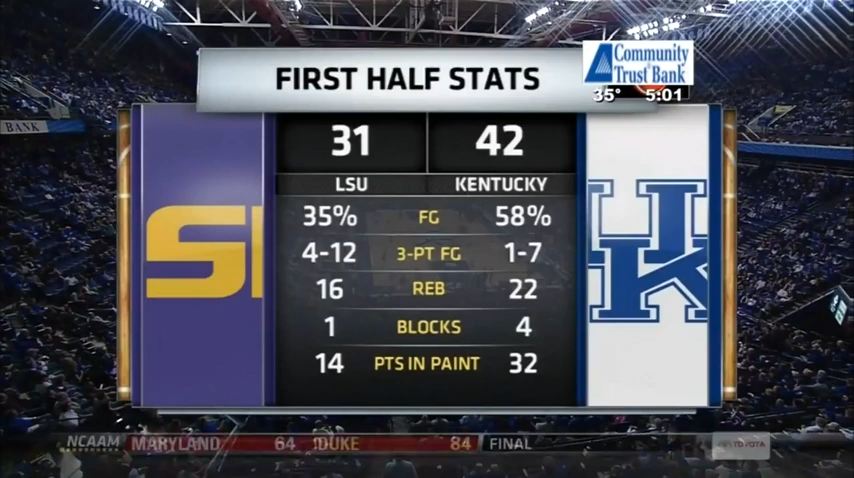 Community
Trust Bank
FIRST HALF STATS
35° 5:01
BANK
31 42
LSU KENTUCKY
35% FG 58%
4-12 3-PT FG 1-7
16 REB 22
1 BLOCKS 4
14 PTS IN PAINT 32
UK
NCAAM MARYLAND 64 DUKE 84 FINAL
TOYOTA